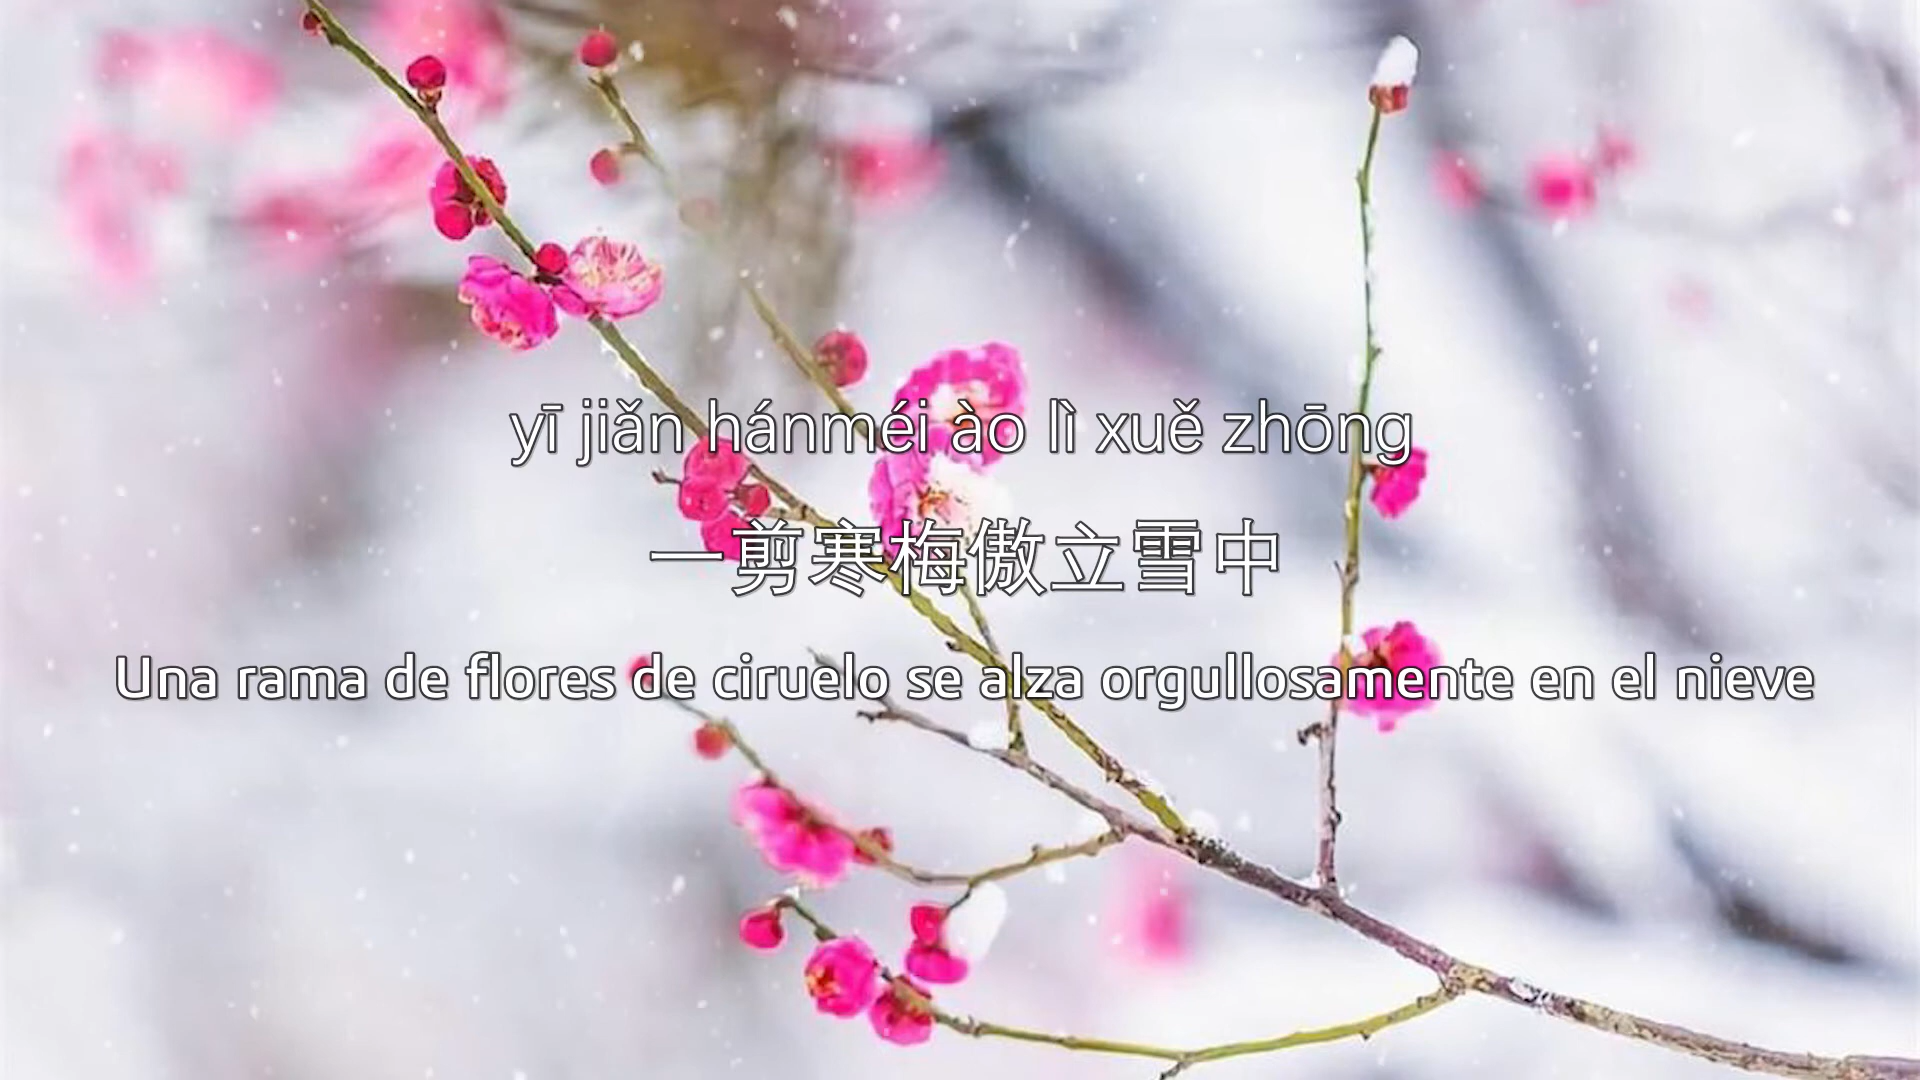 yī jiǎn hánméi ào lì xuě zhōng
一剪寒梅傲立雪中
Una rama de flores de ciruelo se alza orgullosamente en el nieve